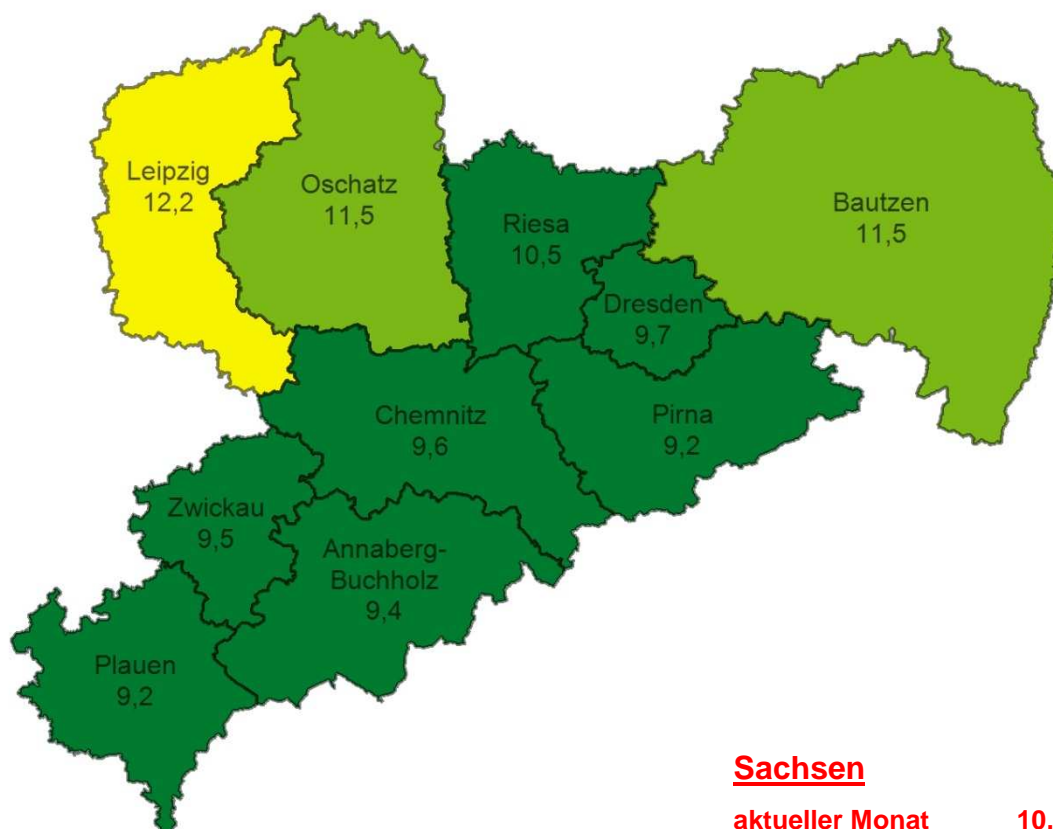 Leipzig
12,2
Oschatz
11,5
Riesa
10,5
Bautzen
11,5
Dresden
9,7
Chemnitz
9,6
Pirna
9,2
Zwickau
9,5
Annaberg-
Buchholz
9,4
Plauen
9,2
Sachsen
aktueller Monat 10,